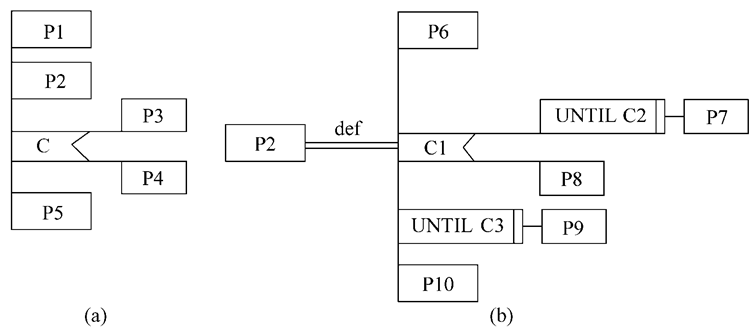 P1
P2
P3
C
P4
P5
(a)
P6
UNTIL C2
P7
def
P2
C1
P8
UNTIL C3
P9
P10
(b)